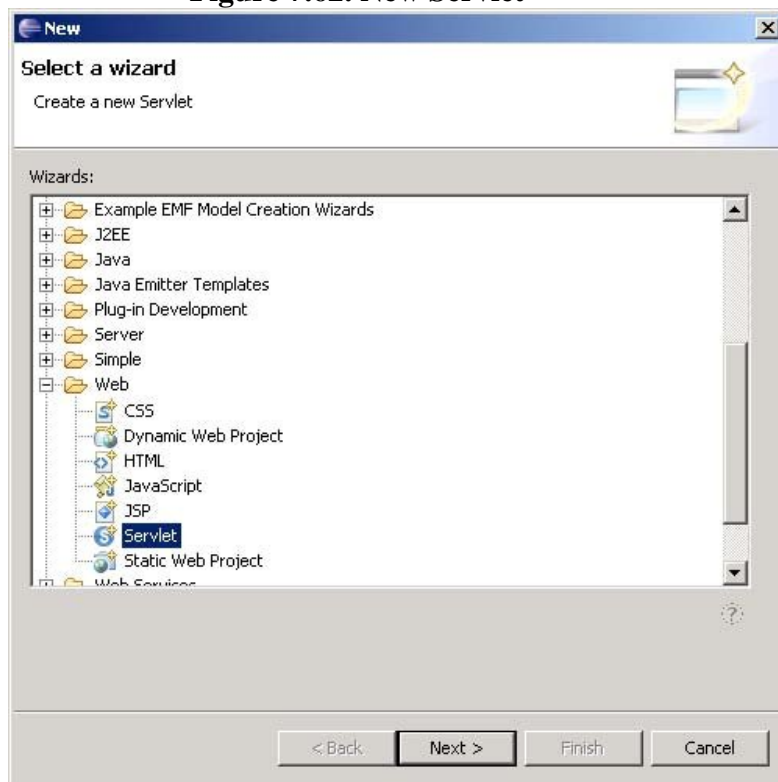 New
Select a wizard
Create a new Servlet
Wizards:
Example EMF Model Creation Wizards
J2EE
Java
Java Emitter Templates
Plug-in Development
Server
Simple
Web
CSS
Dynamic Web Project
HTML
JavaScript
JSP
Servlet
Static Web Project
Web Services
< Back
Next >
Finish
Cancel